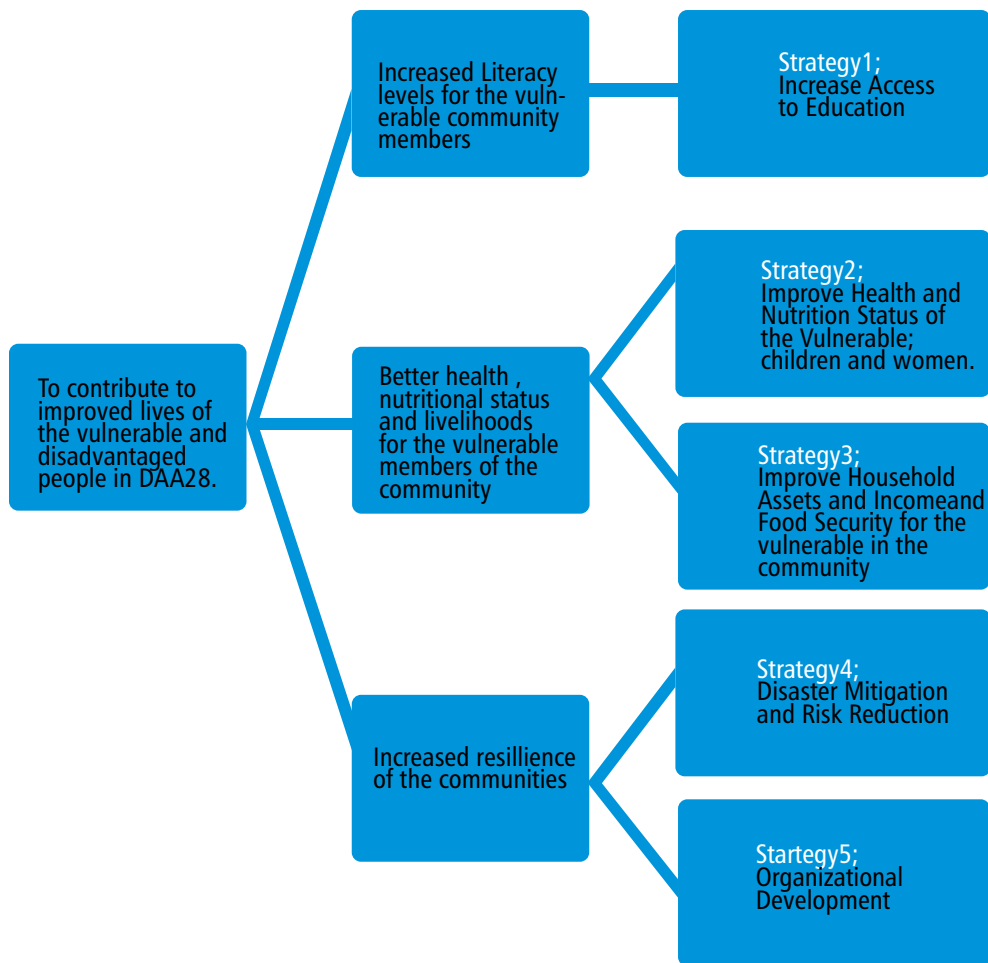 To contribute to
improved lives of
the vulnerable and
disadvantaged
people in DAA28.
Increased Literacy
levels for the vuln-
erable community
members
Strategy1;
Increase Access
to Education
Better health ,
nutritional status
and livelihoods
for the vulnerable
members of the
community
Strategy2;
Improve Health and
Nutrition Status of
the Vulnerable;
children and women.
Strategy3;
Improve Household
Assets and Incomeand
Food Security for the
vulnerable in the
community
Increased resillience
of the communities
Strategy4;
Disaster Mitigation
and Risk Reduction
Startegy5;
Organizational
Development